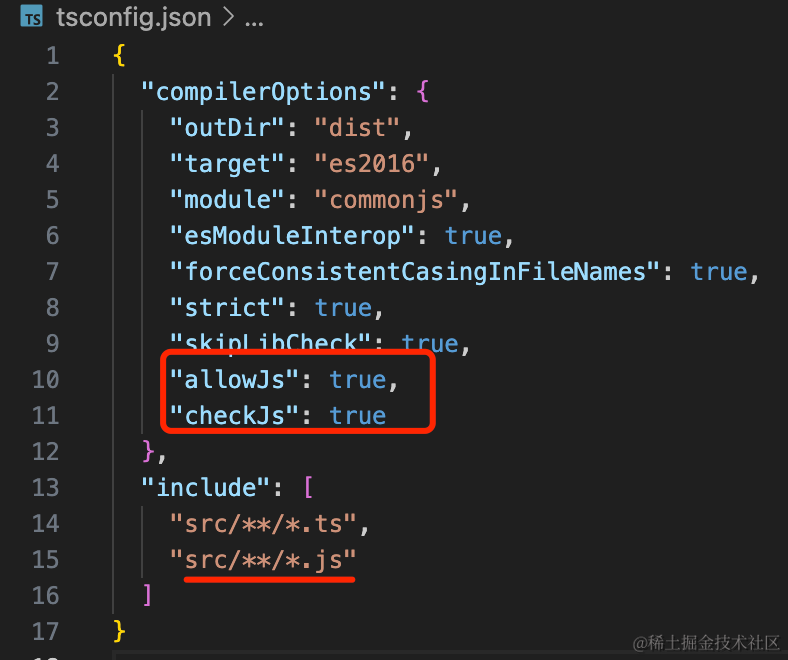 TS tsconfig.json > ...
1 {
2 "compilerOptions": {
3 "outDir": "dist",
4 "target": "es2016",
5 "module": "commonjs",
6 "esModuleInterop": true,
7 "forceConsistentCasingInFileNames": true,
8 "strict": true,
9 "skipLibCheck": true,
10 "allowJs": true,
11 "checkJs": true
12 },
13 "include": [
14 "src/**/*.ts",
15 "src/**/*.js"
16 ]
17 }
18
@稀土掘金技术社区